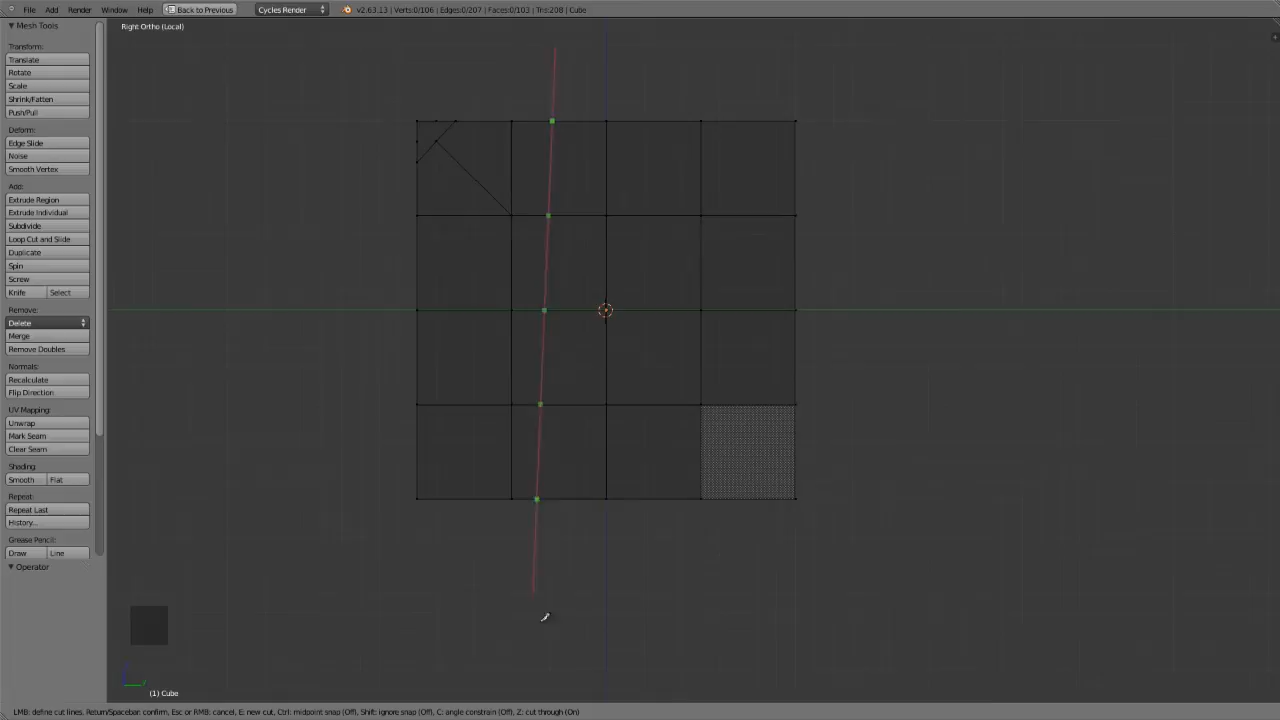 File Add Render Window Help Back to Previous Cycles Render v2.63.13 | Verts:0/106 | Edges:0/207 | Faces:0/103 | Tris:208 | Cube
Mesh Tools
Right Ortho (Local)
Transform:
Translate
Rotate
Scale
Shrink/Fatten
Push/Pull
Deform:
Edge Slide
Noise
Smooth Vertex
Add:
Extrude Region
Extrude Individual
Subdivide
Loop Cut and Slide
Duplicate
Spin
Screw
Knife Select
Remove:
Delete
Merge
Remove Doubles
Normals:
Recalculate
Flip Direction
UV Mapping:
Unwrap
Mark Seam
Clear Seam
Shading:
Smooth Flat
Repeat:
Repeat Last
History...
Grease Pencil:
Draw Line
Operator
(1) Cube
LMB: define cut lines, Return/Spacebar: confirm, Esc or RMB: cancel, E: new cut, Ctrl: midpoint snap (Off), Shift: ignore snap (Off), C: angle constrain (Off), Z: cut through (On)